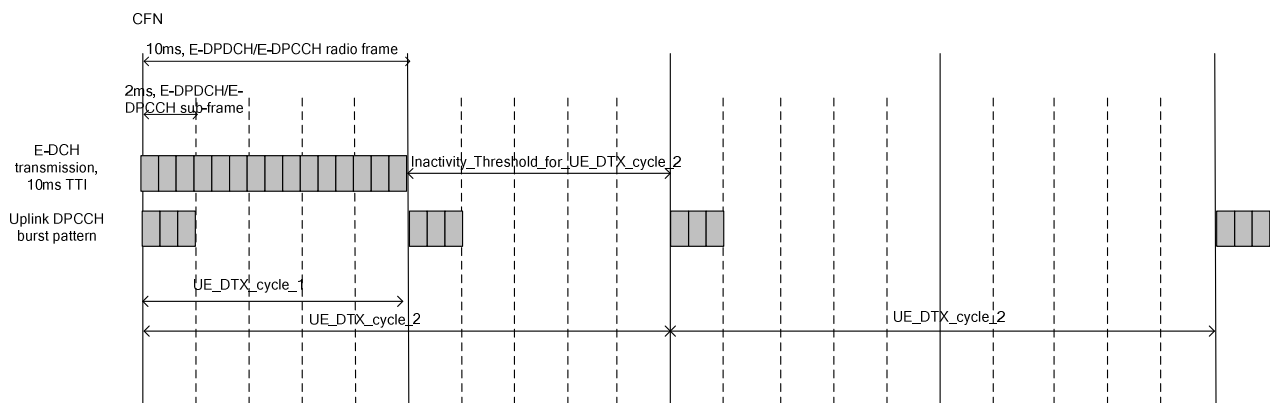 CFN
10ms, E-DPDCH/E-DPCCH radio frame
2ms, E-DPDCH/E-
DPCCH sub-frame
E-DCH
transmission,
10ms TTI
Inactivity_Threshold_for_UE_DTX_cycle_2
Uplink DPCCH
burst pattern
UE_DTX_cycle_1
UE_DTX_cycle_2
UE_DTX_cycle_2